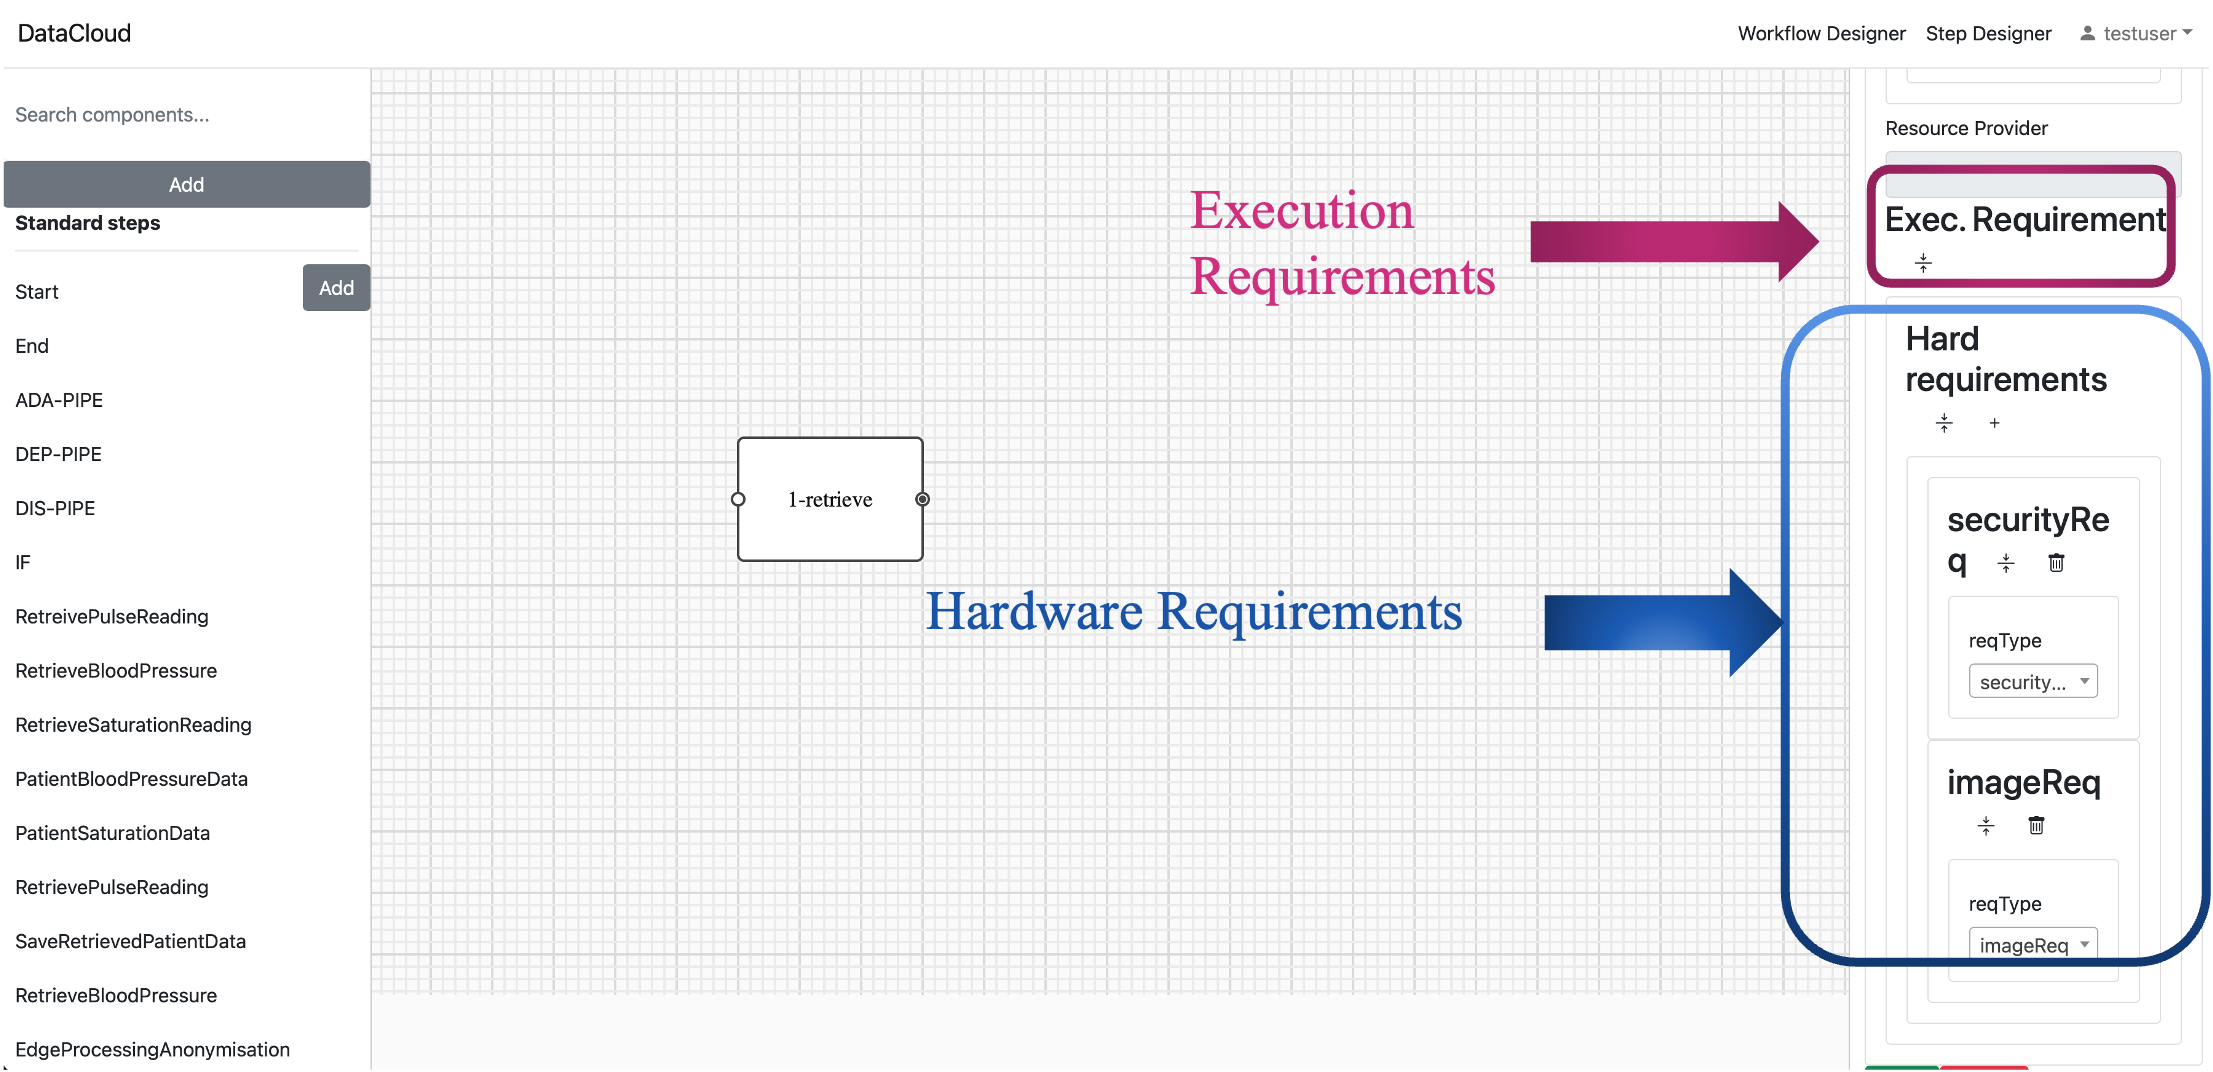 DataCloud
Workflow Designer
Step Designer
testuser
Search components...
Add
Standard steps
Start
Add
End
ADA-PIPE
DEP-PIPE
DIS-PIPE
IF
RetreivePulseReading
RetrieveBloodPressure
RetrieveSaturationReading
PatientBloodPressureData
PatientSaturationData
RetrievePulseReading
SaveRetrievedPatientData
RetrieveBloodPressure
EdgeProcessingAnonymisation
1-retrieve
Execution
Requirements
Hardware Requirements
Resource Provider
Exec. Requirement
Hard
requirements
+
securityRe
q
reqType
security...
imageReq
reqType
imageReq